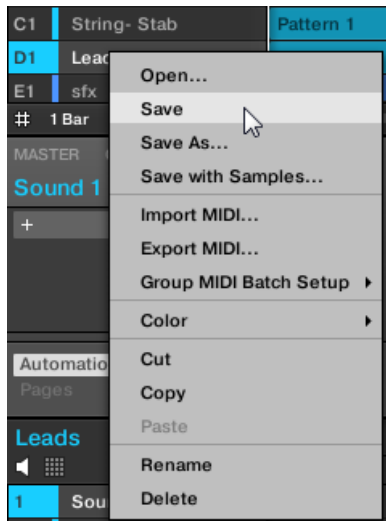 C1 String- Stab Pattern 1
D1 Lead
Open...
E1 sfx
Save
# 1 Bar
Save As...
MASTER
Save with Samples...
Sound 1
Import MIDI...
+
Export MIDI...
Group MIDI Batch Setup
Color
Automatio
Cut
Pages
Copy
Paste
Leads
Rename
1 Sou
Delete